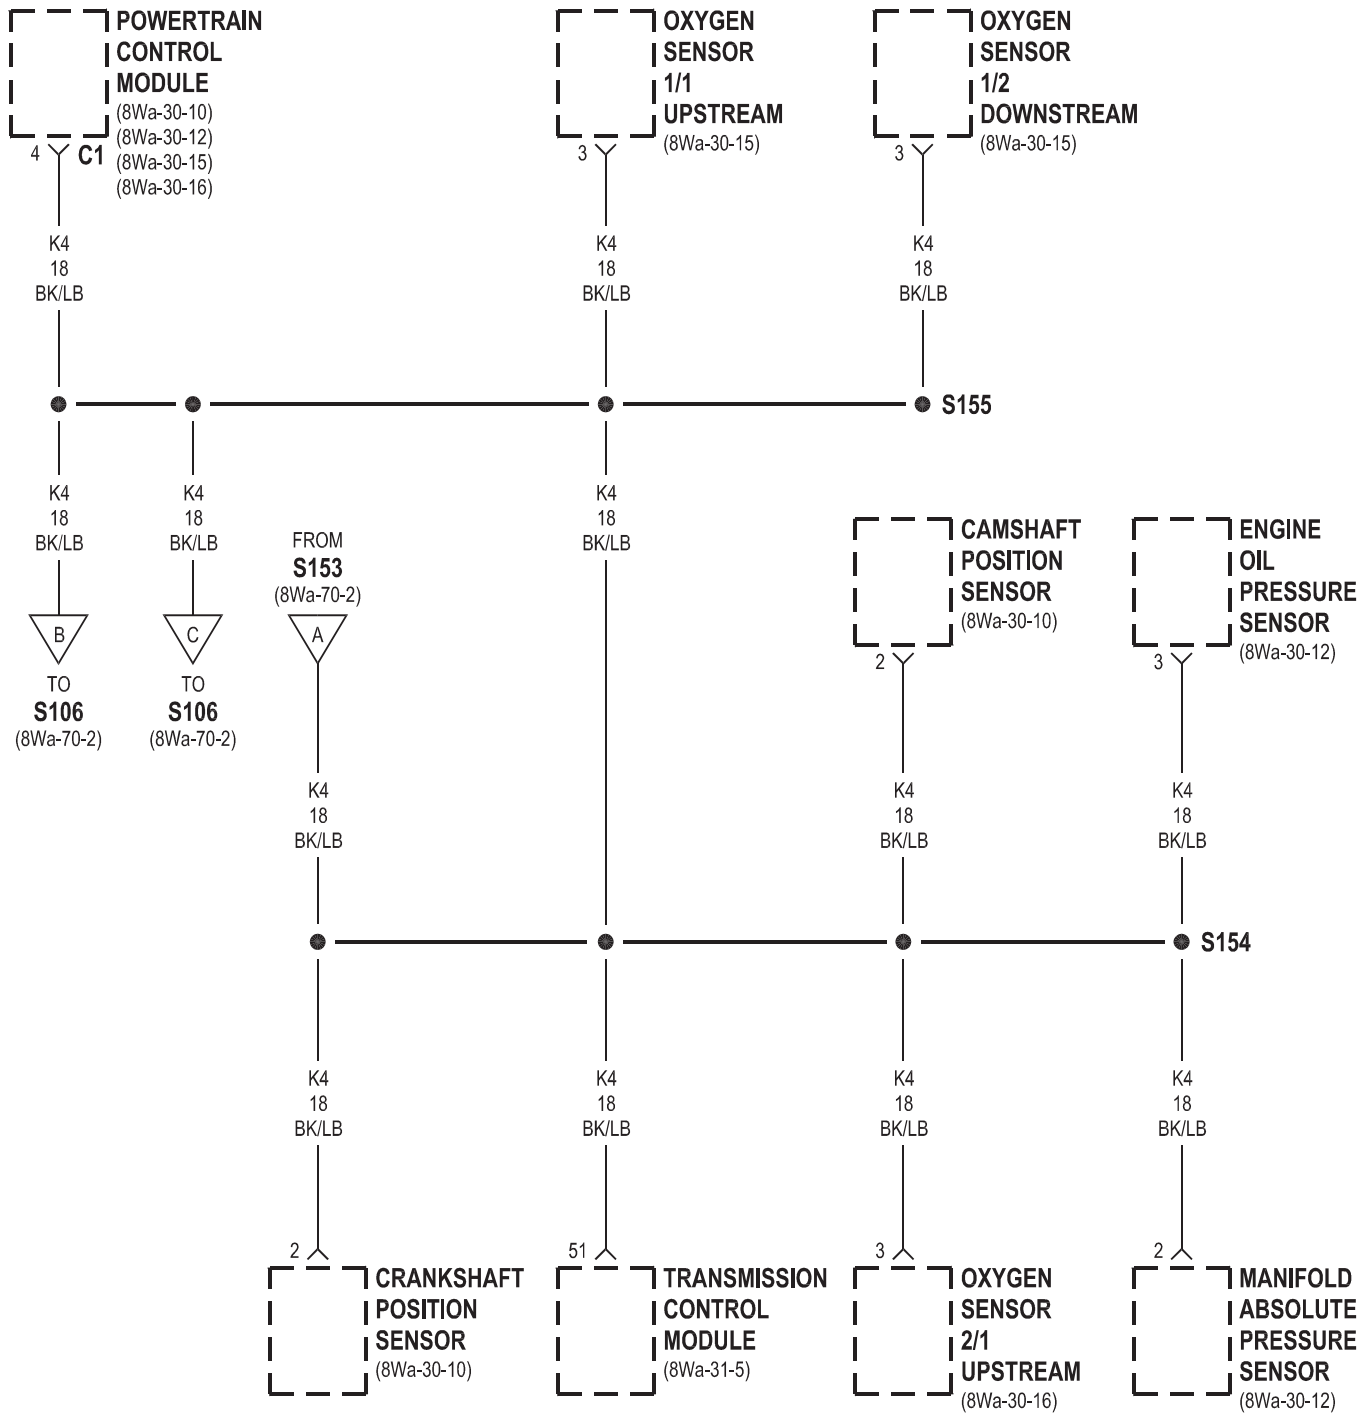 POWERTRAIN
CONTROL
MODULE
(8Wa-30-10)
(8Wa-30-12)
(8Wa-30-15)
(8Wa-30-16)
4
C1
OXYGEN
SENSOR
1/1
UPSTREAM
(8Wa-30-15)
3
OXYGEN
SENSOR
1/2
DOWNSTREAM
(8Wa-30-15)
3
K4
18
BK/LB
K4
18
BK/LB
K4
18
BK/LB
S155
K4
18
BK/LB
K4
18
BK/LB
K4
18
BK/LB
B
TO
S106
(8Wa-70-2)
C
TO
S106
(8Wa-70-2)
FROM
S153
(8Wa-70-2)
A
CAMSHAFT
POSITION
SENSOR
(8Wa-30-10)
2
ENGINE
OIL
PRESSURE
SENSOR
(8Wa-30-12)
3
K4
18
BK/LB
K4
18
BK/LB
K4
18
BK/LB
S154
K4
18
BK/LB
K4
18
BK/LB
K4
18
BK/LB
K4
18
BK/LB
2
CRANKSHAFT
POSITION
SENSOR
(8Wa-30-10)
51
TRANSMISSION
CONTROL
MODULE
(8Wa-31-5)
3
OXYGEN
SENSOR
2/1
UPSTREAM
(8Wa-30-16)
2
MANIFOLD
ABSOLUTE
PRESSURE
SENSOR
(8Wa-30-12)